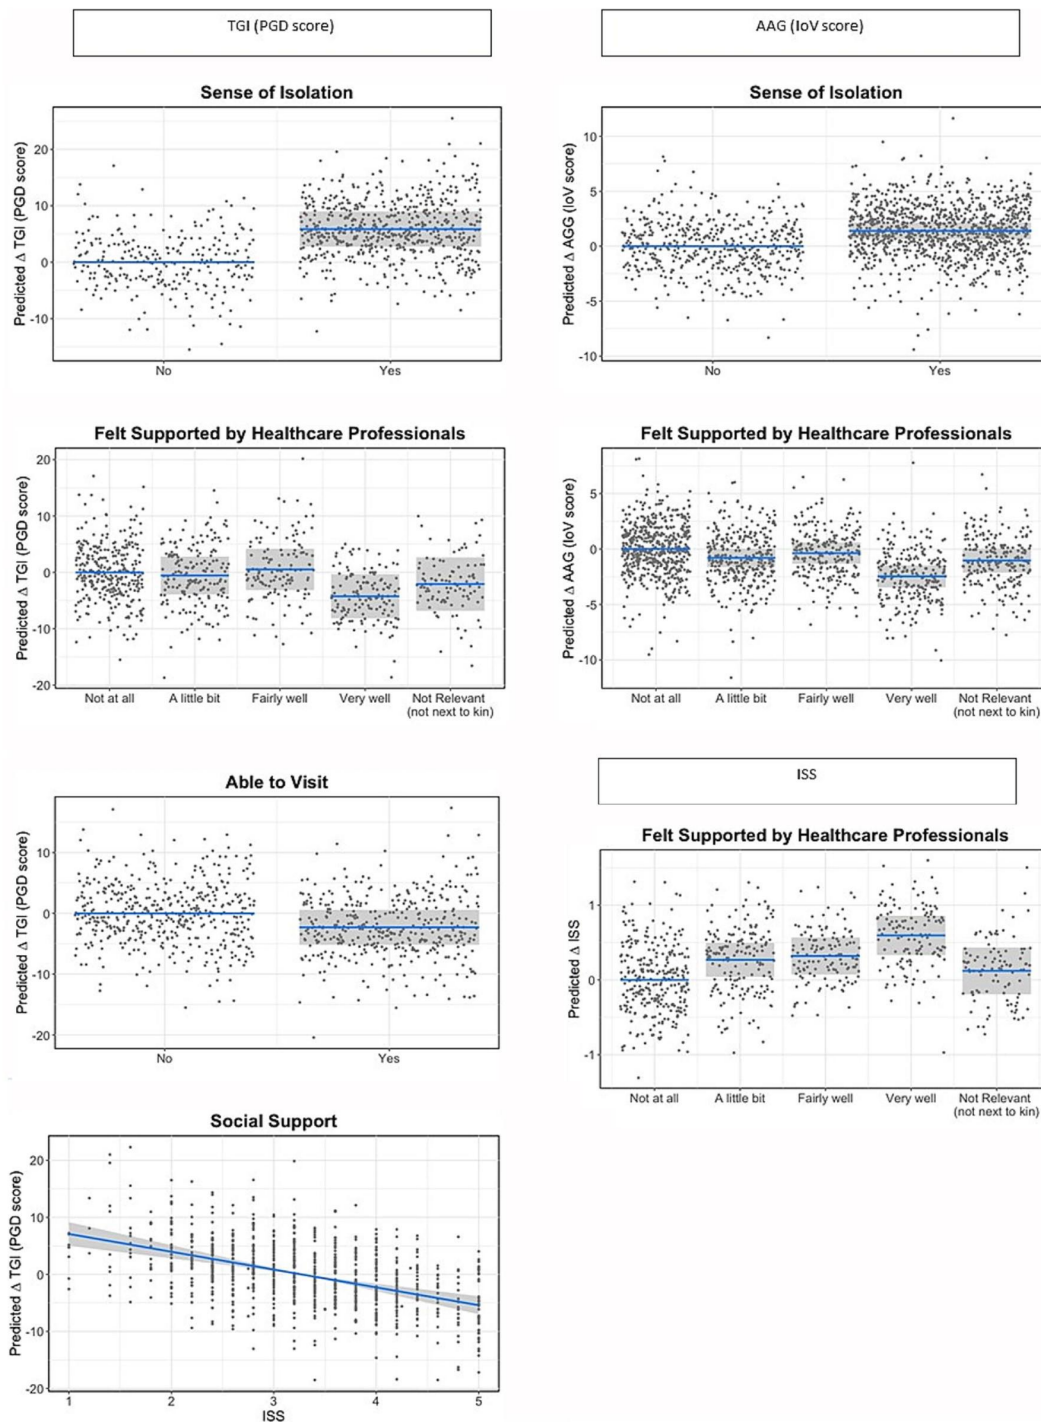 TGI (PGD score)
AAG (IoV score)
Sense of Isolation
Predicted Δ TGI (PGD score)
20
10
0
-10
No
Yes
Sense of Isolation
Predicted Δ AGG (IoV score)
10
5
0
-5
-10
No
Yes
Felt Supported by Healthcare Professionals
Predicted Δ TGI (PGD score)
20
10
0
-10
-20
Not at all
A little bit
Fairly well
Very well
Not Relevant
(not next to kin)
Felt Supported by Healthcare Professionals
Predicted Δ AAG (IoV score)
5
0
-5
-10
Not at all
A little bit
Fairly well
Very well
Not Relevant
(not next to kin)
Able to Visit
Predicted Δ TGI (PGD score)
10
0
-10
-20
No
Yes
ISS
Felt Supported by Healthcare Professionals
Predicted Δ ISS
1
0
-1
Not at all
A little bit
Fairly well
Very well
Not Relevant
(not next to kin)
Social Support
Predicted Δ TGI (PGD score)
20
10
0
-10
-20
1
2
3
4
5
ISS